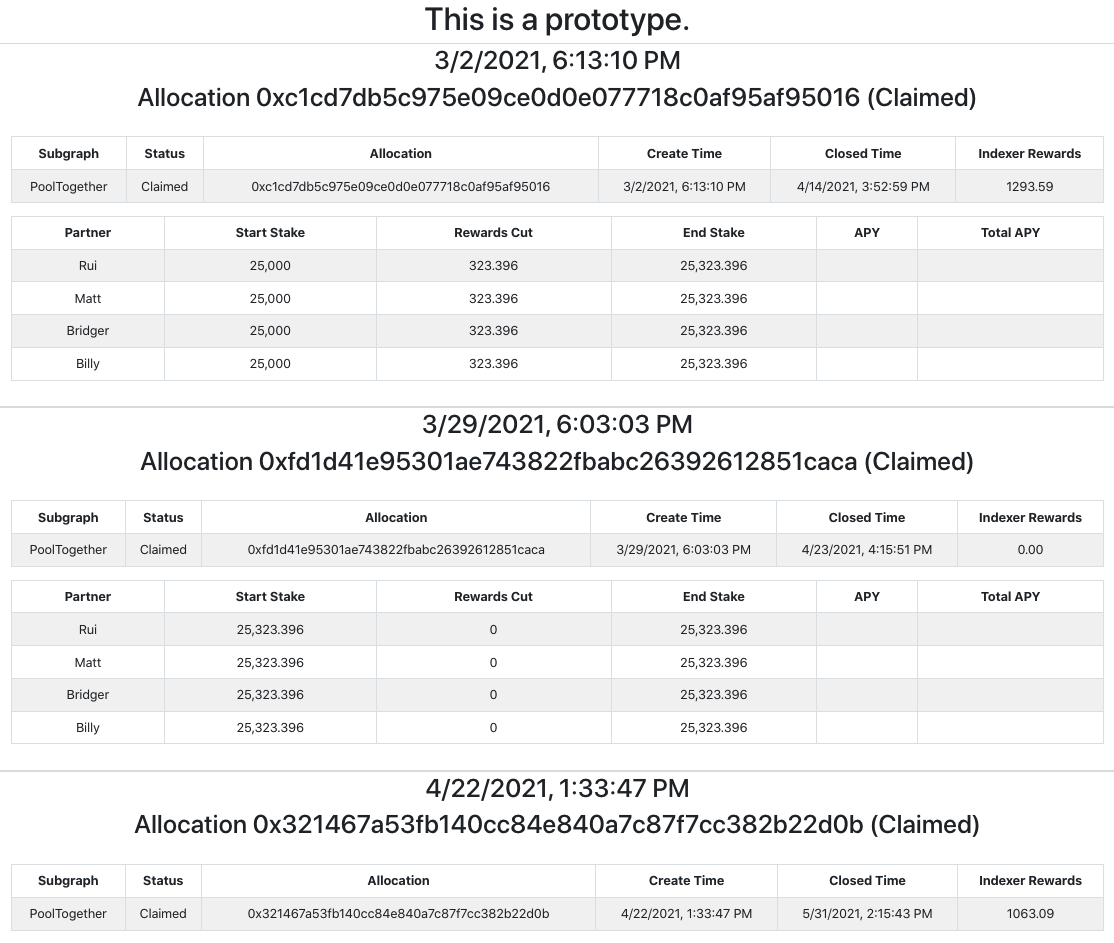 This is a prototype.
3/2/2021, 6:13:10 PM
Allocation 0xc1cd7db5c975e09ce0d0e077718c0af95af95016 (Claimed)
Subgraph Status Allocation Create Time Closed Time Indexer Rewards
PoolTogether Claimed 0xc1cd7db5c975e09ce0d0e077718c0af95af95016 3/2/2021, 6:13:10 PM 4/14/2021, 3:52:59 PM 1293.59
Partner Start Stake Rewards Cut End Stake APY Total APY
Rui 25,000 323.396 25,323.396
Matt 25,000 323.396 25,323.396
Bridger 25,000 323.396 25,323.396
Billy 25,000 323.396 25,323.396
3/29/2021, 6:03:03 PM
Allocation 0xfd1d41e95301ae743822fbabc26392612851caca (Claimed)
Subgraph Status Allocation Create Time Closed Time Indexer Rewards
PoolTogether Claimed 0xfd1d41e95301ae743822fbabc26392612851caca 3/29/2021, 6:03:03 PM 4/23/2021, 4:15:51 PM 0.00
Partner Start Stake Rewards Cut End Stake APY Total APY
Rui 25,323.396 0 25,323.396
Matt 25,323.396 0 25,323.396
Bridger 25,323.396 0 25,323.396
Billy 25,323.396 0 25,323.396
4/22/2021, 1:33:47 PM
Allocation 0x321467a53fb140cc84e840a7c87f7cc382b22d0b (Claimed)
Subgraph Status Allocation Create Time Closed Time Indexer Rewards
PoolTogether Claimed 0x321467a53fb140cc84e840a7c87f7cc382b22d0b 4/22/2021, 1:33:47 PM 5/31/2021, 2:15:43 PM 1063.09